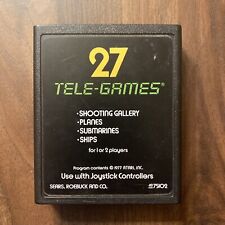 27
TELE-GAMES®
•SHOOTING GALLERY
•PLANES
•SUBMARINES
•SHIPS
for 1 or 2 players
Program contents © 1977 ATARI, INC.
Use with Joystick Controllers
SEARS, ROEBUCK AND CO.